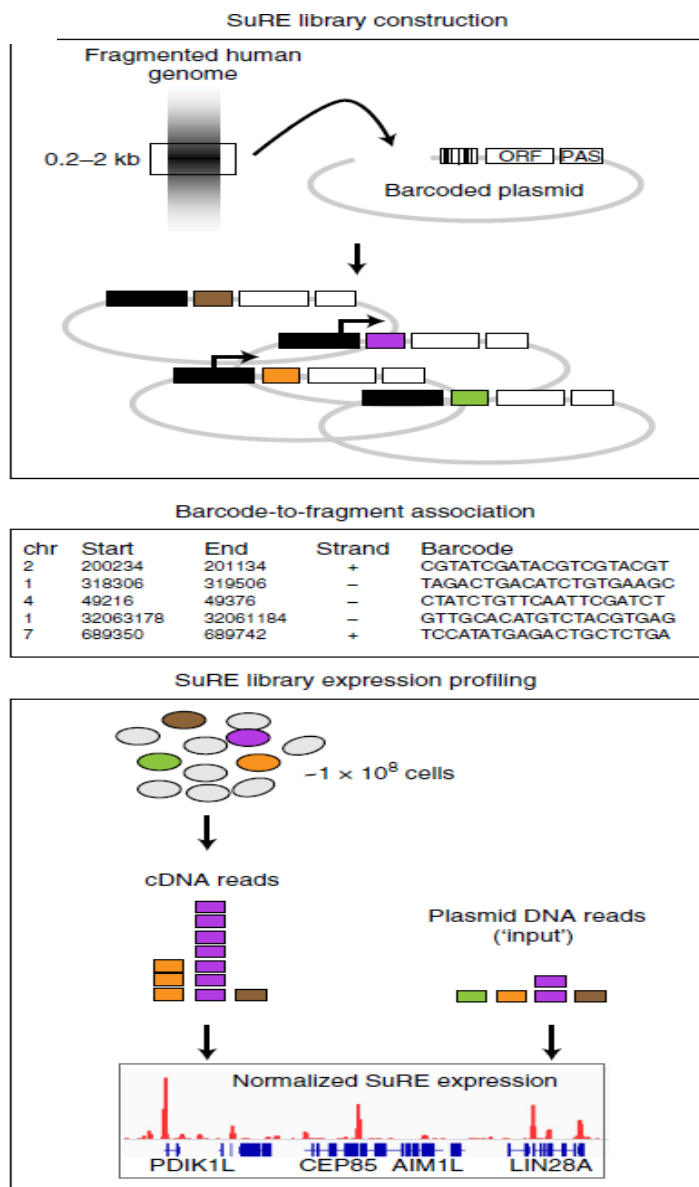 SuRE library construction
Fragmented human
genome
0.2–2 kb
ORF PAS
Barcoded plasmid
Barcode-to-fragment association
chr Start End Strand Barcode
2 200234 201134 + CGTATCGATACGTCGTACGT
1 318306 319506 – TAGACTGACATCTGTGAAGC
4 49216 49376 – CTATCTGTTCAATTCGATCT
1 32063178 32061184 – GTTGCACATGTCTACGTGAG
7 689350 689742 + TCCATATGAGACTGCTCTGA
SuRE library expression profiling
~1 × 10⁸ cells
cDNA reads
Plasmid DNA reads
(‘input’)
Normalized SuRE expression
PDIK1L CEP85 AIM1L LIN28A